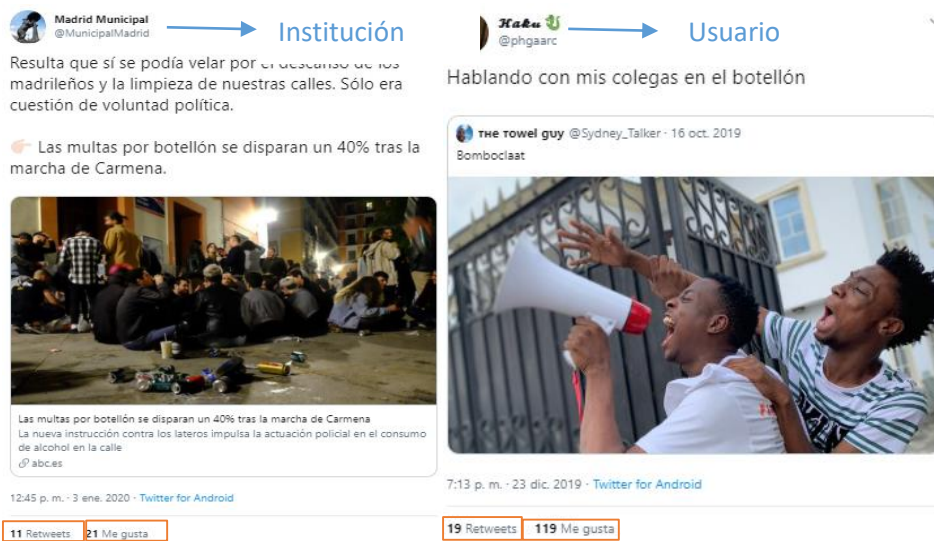 Madrid Municipal
@MunicipalMadrid
Institución
Resulta que sí se podía velar por el descanso de los
madrileños y la limpieza de nuestras calles. Sólo era
cuestión de voluntad política.
👉🏻 Las multas por botellón se disparan un 40% tras la
marcha de Carmena.
Las multas por botellón se disparan un 40% tras la marcha de Carmena
La nueva instrucción contra los lateros impulsa la actuación policial en el consumo
de alcohol en la calle
abc.es
12:45 p. m. · 3 ene. 2020 · Twitter for Android
11 Retweets 21 Me gusta
Haku
@phgaarc
Usuario
Hablando con mis colegas en el botellón
THE TOWEL GUY @Sydney_Talker · 16 oct. 2019
Bomboclaat
7:13 p. m. · 23 dic. 2019 · Twitter for Android
19 Retweets 119 Me gusta